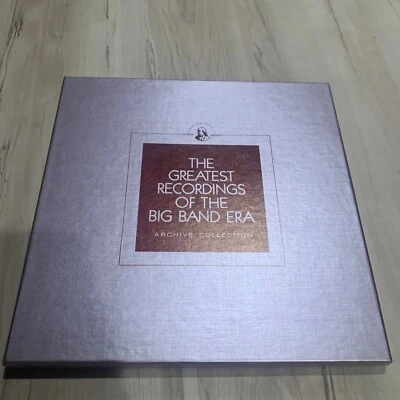 THE
GREATEST
RECORDINGS
OF THE
BIG BAND ERA
ARCHIVE COLLECTION